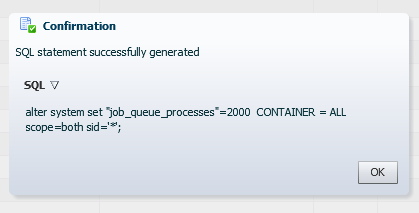 Confirmation
SQL statement successfully generated
SQL ▽
alter system set "job_queue_processes"=2000  CONTAINER = ALL
scope=both sid='*';
OK